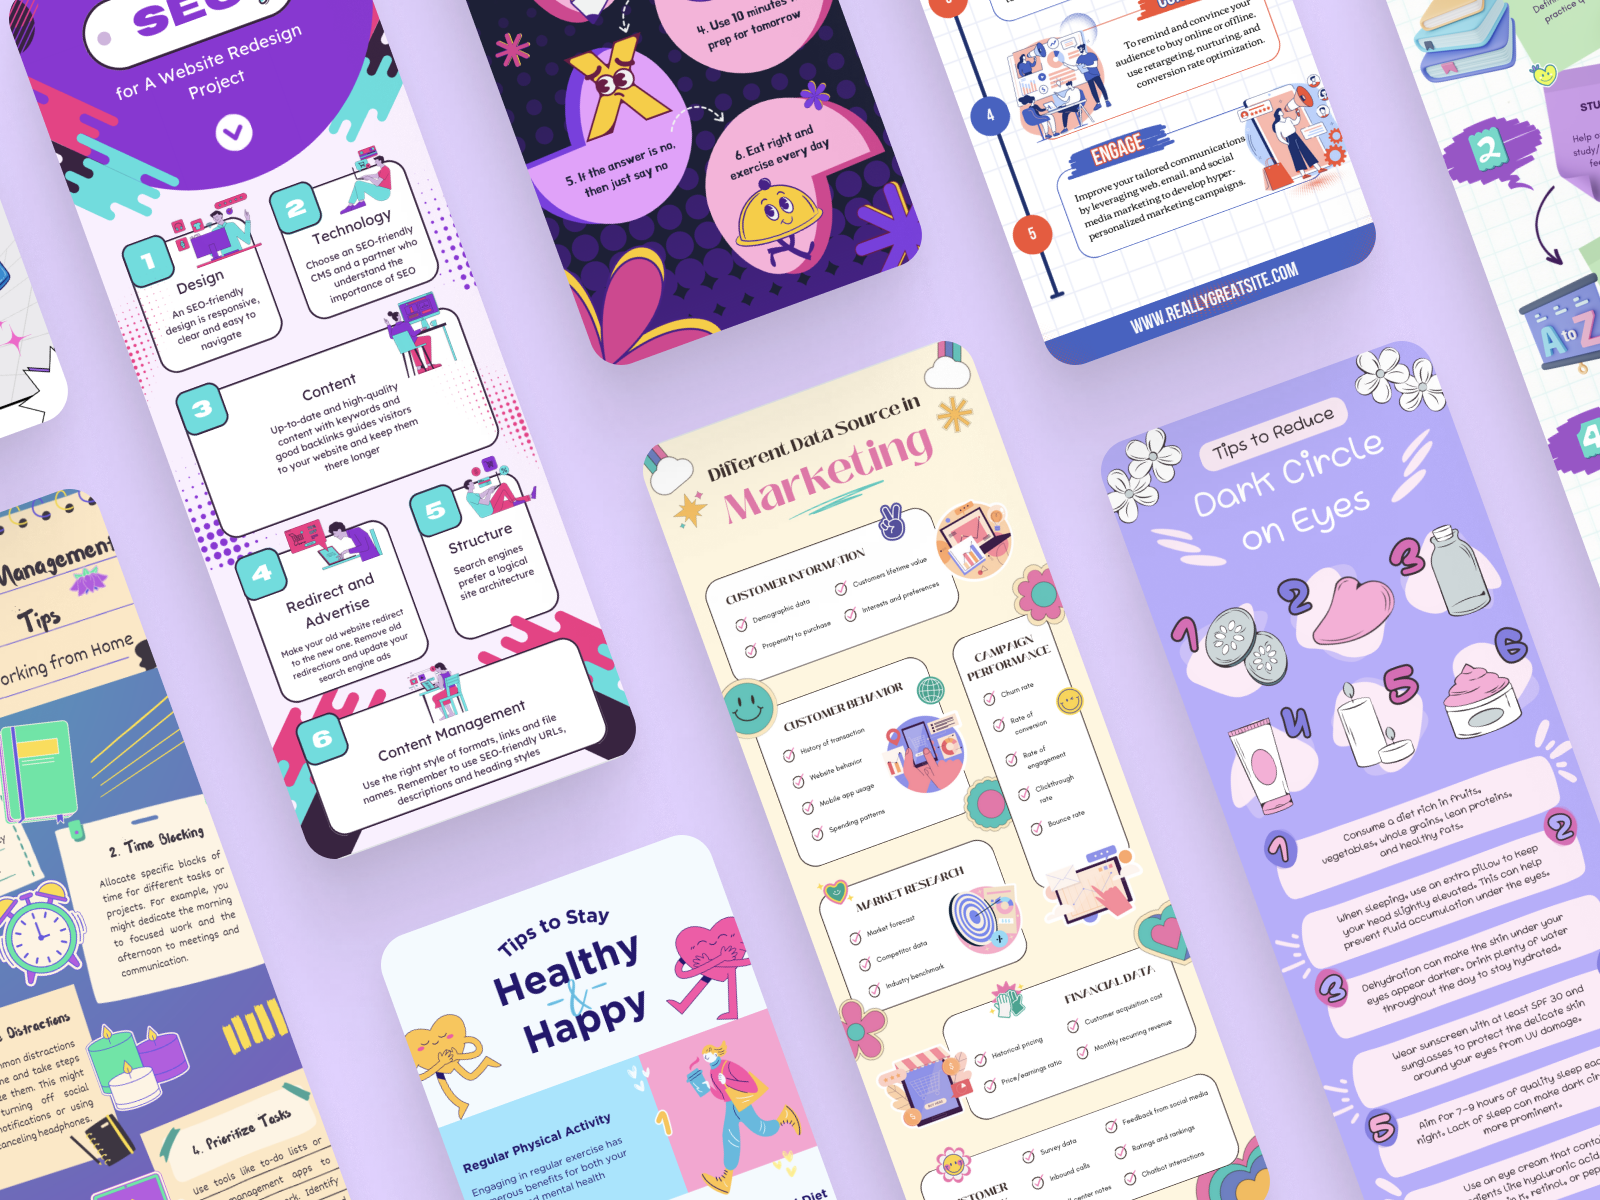 SEO
for A Website Redesign
Project
1
Design
An SEO-friendly
design is responsive,
clear and easy to
navigate
2
Technology
Choose an SEO-friendly
CMS and a partner who
understand the
importance of SEO
3
Content
Up-to-date and high-quality
content with keywords and
good backlinks guides visitors
to your website and keep them
there longer
4
Redirect and
Advertise
Make your old website redirect
to the new one. Remove old
redirections and update your
search engine ads
5
Structure
Search engines
prefer a logical
site architecture
6
Content Management
Use the right style of formats, links and file
names. Remember to use SEO-friendly URLs,
descriptions and heading styles
4. Use 10 minutes
prep for tomorrow
5. If the answer is no,
then just say no
6. Eat right and
exercise every day
To remind and convince your
audience to buy online or offline.
use retargeting, nurturing, and
conversion rate optimization.
4
ENGAGE
Improve your tailored communications
by leveraging web, email, and social
media marketing to develop hyper-
personalized marketing campaigns.
5
WWW.REALLYGREATSITE.COM
practice q
STU
Help o
study/
fe
2
A to Z
4
Management
Tips
orking from Home
2. Time Blocking
Allocate specific blocks of
time for different tasks or
projects. For example, you
might dedicate the morning
to focused work and the
afternoon to meetings and
communication.
Distractions
mmon distractions
ne and take steps
e them. This might
turning off social
notifications or using
canceling headphones.
4. Prioritize Tasks
Use tools like to-do lists or
management apps to
rk. Identify
Tips to Stay
Healthy
&
Happy
1
Regular Physical Activity
Engaging in regular exercise has
merous benefits for both your
d mental health
Diet
Different Data Source in
Marketing
CUSTOMER INFORMATION
Demographic data
Propensity to purchase
Customers lifetime value
Interests and preferences
CUSTOMER BEHAVIOR
History of transaction
Website behavior
Mobile app usage
Spending patterns
CAMPAIGN
PERFORMANCE
Churn rate
Rate of
conversion
Rate of
engagement
Clickthrough
rate
Bounce rate
MARKET RESEARCH
Market forecast
Competitor data
Industry benchmark
FINANCIAL DATA
Historical pricing
Price/earnings ratio
Customer acquisition cost
Monthly recurring revenue
STOMER
Survey data
Inbound calls
l center notes
Feedback from social media
Ratings and rankings
Chatbot interactions
Tips to Reduce
Dark Circle
on Eyes
1
2
3
4
5
6
1
Consume a diet rich in fruits,
vegetables, whole grains, lean proteins,
and healthy fats.
2
When sleeping, use an extra pillow to keep
your head slightly elevated. This can help
prevent fluid accumulation under the eyes.
3
Dehydration can make the skin under your
eyes appear darker. Drink plenty of water
throughout the day to stay hydrated.
Wear sunscreen with at least SPF 30 and
sunglasses to protect the delicate skin
around your eyes from UV damage.
5
Aim for 7-9 hours of quality sleep eac
night. Lack of sleep can make dark cir
more prominent.
Use an eye cream that conta
dients like hyaluronic acid
in, retinol, or pep